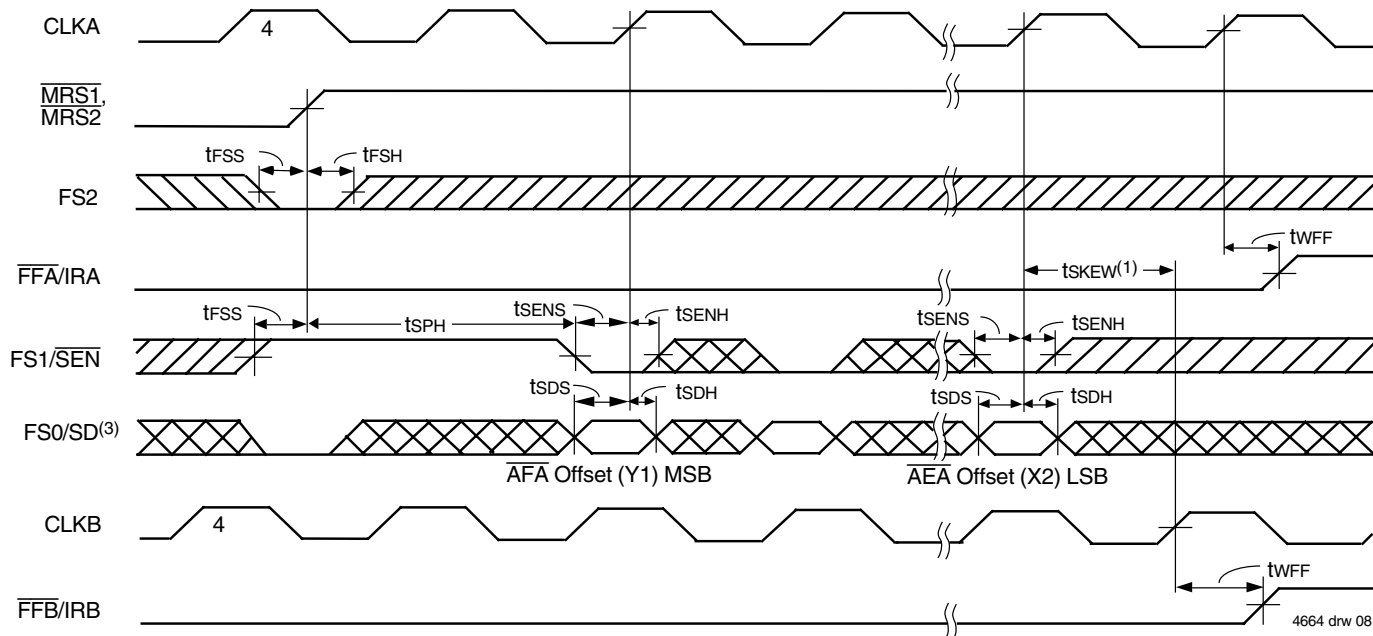 CLKA
4
MRS1,
MRS2
tFSS
tFSH
FS2
tWFF
FFA/IRA
tSKEW(1)
tFSS
tSPH
tSENS
tSENH
tSENS
tSENH
FS1/SEN
tSDS
tSDH
tSDS
tSDH
FS0/SD(3)
AFA Offset (Y1) MSB
AEA Offset (X2) LSB
CLKB
4
tWFF
FFB/IRB
4664 drw 08